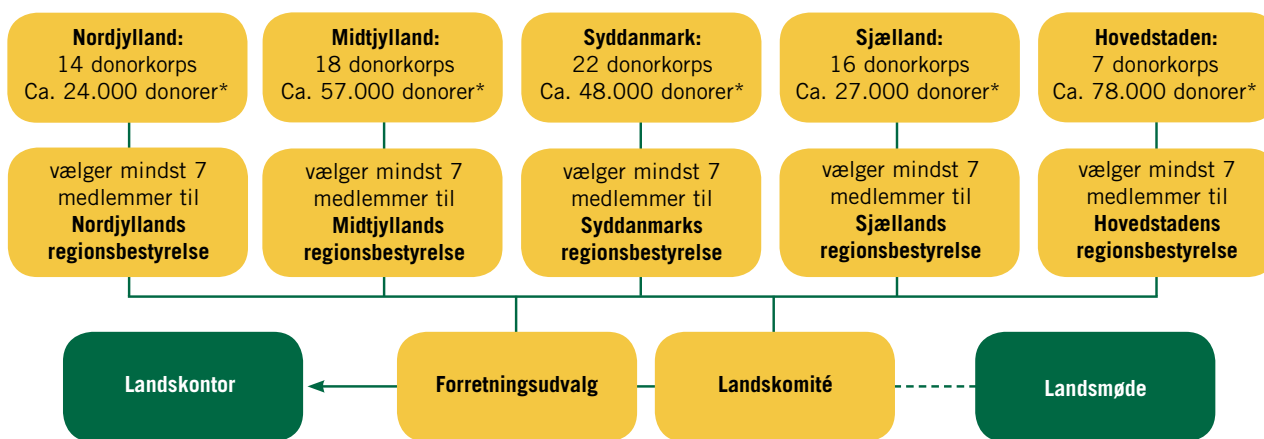 Nordjylland:
14 donorkorps
Ca. 24.000 donorer*
Midtjylland:
18 donorkorps
Ca. 57.000 donorer*
Syddanmark:
22 donorkorps
Ca. 48.000 donorer*
Sjælland:
16 donorkorps
Ca. 27.000 donorer*
Hovedstaden:
7 donorkorps
Ca. 78.000 donorer*
vælger mindst 7
medlemmer til
Nordjyllands
regionsbestyrelse
vælger mindst 7
medlemmer til
Midtjyllands
regionsbestyrelse
vælger mindst 7
medlemmer til
Syddanmarks
regionsbestyrelse
vælger mindst 7
medlemmer til
Sjællands
regionsbestyrelse
vælger mindst 7
medlemmer til
Hovedstadens
regionsbestyrelse
Landskontor
Forretningsudvalg
Landskomité
Landsmøde